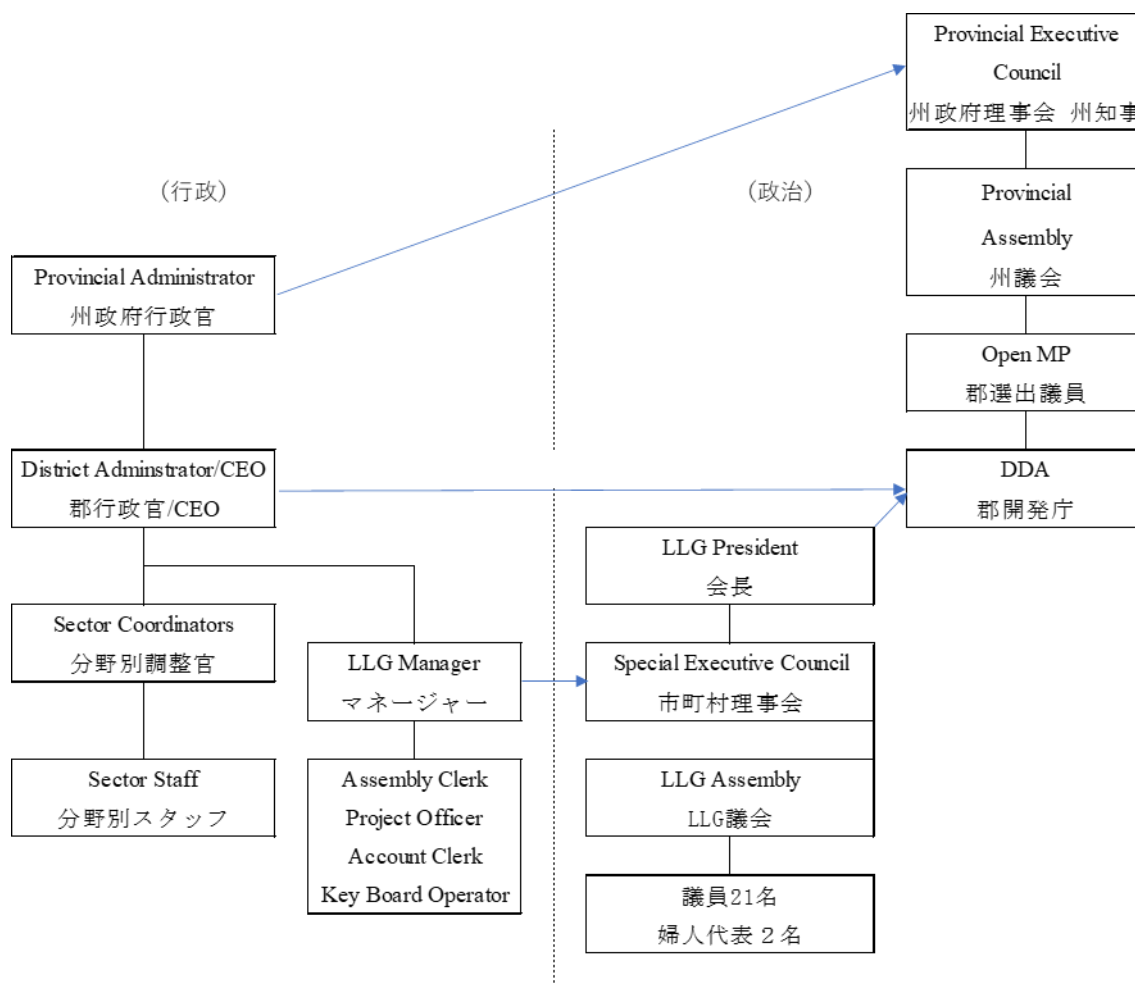 Provincial Executive
Council
州政府理事会 州知事
（行政）
（政治）
Provincial
Assembly
州議会
Provincial Administrator
州政府行政官
Open MP
郡選出議員
District Adminstrator/CEO
郡行政官/CEO
DDA
郡開発庁
LLG President
会長
Sector Coordinators
分野別調整官
LLG Manager
マネージャー
Special Executive Council
市町村理事会
Sector Staff
分野別スタッフ
Assembly Clerk
Project Officer
Account Clerk
Key Board Operator
LLG Assembly
LLG議会
議員21名
婦人代表２名